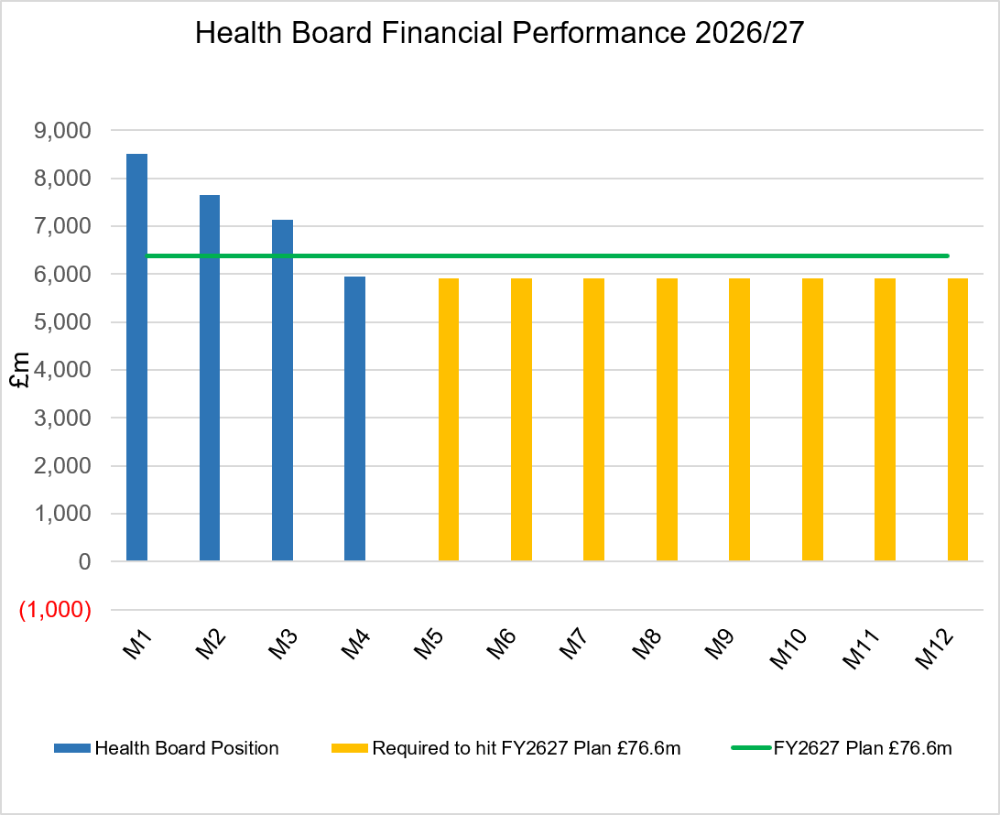 Health Board Financial Performance 2026/27
9,000
8,000
7,000
6,000
5,000
4,000
3,000
2,000
1,000
0
(1,000)
£m
M1
M2
M3
M4
M5
M6
M7
M8
M9
M10
M11
M12
Health Board Position
Required to hit FY2627 Plan £76.6m
FY2627 Plan £76.6m